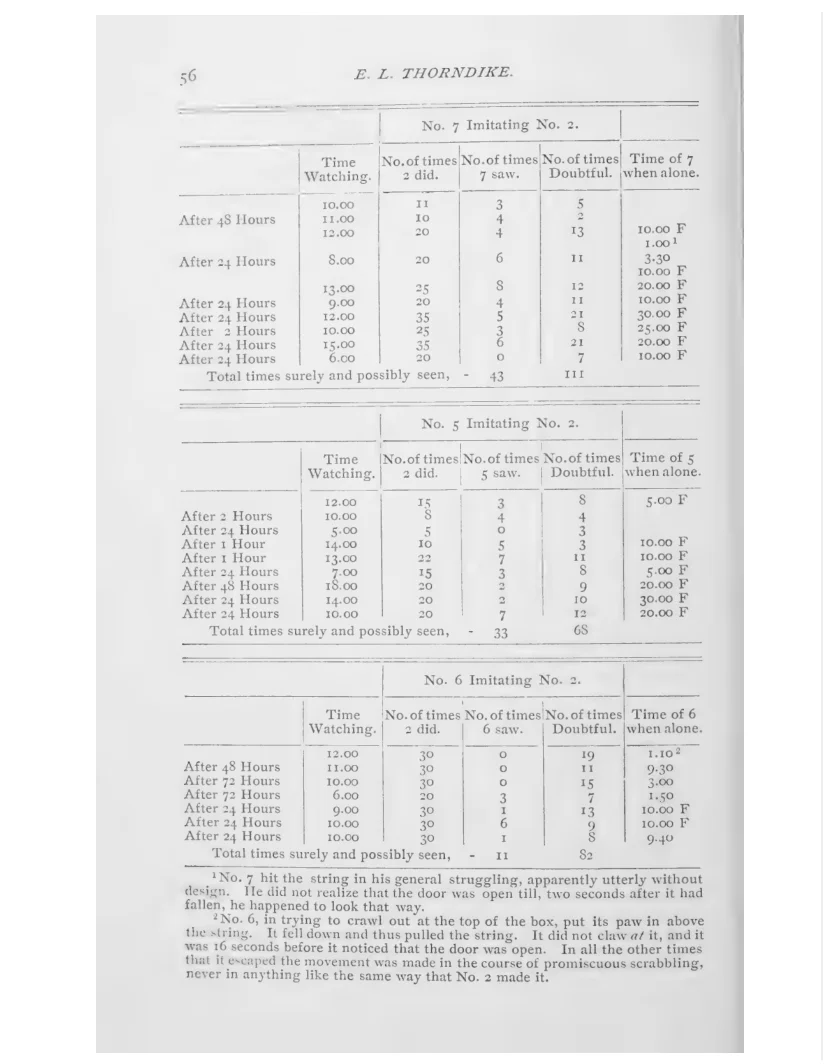 56
E. L. THORNDIKE.
No. 7 Imitating No. 2.
Time Watching. No. of times 2 did. No. of times 7 saw. No. of times Doubtful. Time of 7 when alone.
10.00 11 3 5
After 48 Hours 11.00 10 4 2
12.00 20 4 13 10.00 F
1.00 ¹
After 24 Hours 8.00 20 6 11 3.30
10.00 F
13.00 25 8 12 20.00 F
After 24 Hours 9.00 20 4 11 10.00 F
After 24 Hours 12.00 35 5 21 30.00 F
After 2 Hours 10.00 25 3 8 25.00 F
After 24 Hours 15.00 35 6 21 20.00 F
After 24 Hours 6.00 20 0 7 10.00 F
Total times surely and possibly seen, - 43 111
No. 5 Imitating No. 2.
Time Watching. No. of times 2 did. No. of times 5 saw. No. of times Doubtful. Time of 5 when alone.
12.00 15 3 8 5.00 F
After 2 Hours 10.00 8 4 4
After 24 Hours 5.00 5 0 3
After 1 Hour 14.00 10 5 3 10.00 F
After 1 Hour 13.00 22 7 11 10.00 F
After 24 Hours 7.00 15 3 8 5.00 F
After 48 Hours 18.00 20 2 9 20.00 F
After 24 Hours 14.00 20 2 10 30.00 F
After 24 Hours 10.00 20 7 12 20.00 F
Total times surely and possibly seen, - 33 68
No. 6 Imitating No. 2.
Time Watching. No. of times 2 did. No. of times 6 saw. No. of times Doubtful. Time of 6 when alone.
12.00 30 0 19 1.10 ²
After 48 Hours 11.00 30 0 11 9.30
After 72 Hours 10.00 30 0 15 3.00
After 72 Hours 6.00 20 3 7 1.50
After 24 Hours 9.00 30 1 13 10.00 F
After 24 Hours 10.00 30 6 9 10.00 F
After 24 Hours 10.00 30 1 8 9.40
Total times surely and possibly seen, - 11 82
¹ No. 7 hit the string in his general struggling, apparently utterly without
design. He did not realize that the door was open till, two seconds after it had
fallen, he happened to look that way.
² No. 6, in trying to crawl out at the top of the box, put its paw in above
the string. It fell down and thus pulled the string. It did not claw at it, and it
was 16 seconds before it noticed that the door was open. In all the other times
that it escaped the movement was made in the course of promiscuous scrabbling,
never in anything like the same way that No. 2 made it.